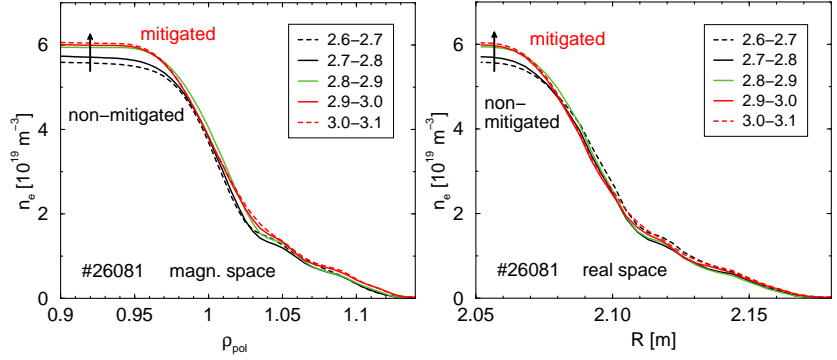 mitigated
non−mitigated
2.6−2.7
2.7−2.8
2.8−2.9
2.9−3.0
3.0−3.1
#26081 magn. space
n_e [10^19 m^−3]
6
4
2
0
0.9 0.95 1 1.05 1.1
ρ_pol
mitigated
non−
mitigated
2.6−2.7
2.7−2.8
2.8−2.9
2.9−3.0
3.0−3.1
#26081 real space
n_e [10^19 m^−3]
6
4
2
0
2.05 2.10 2.15
R [m]